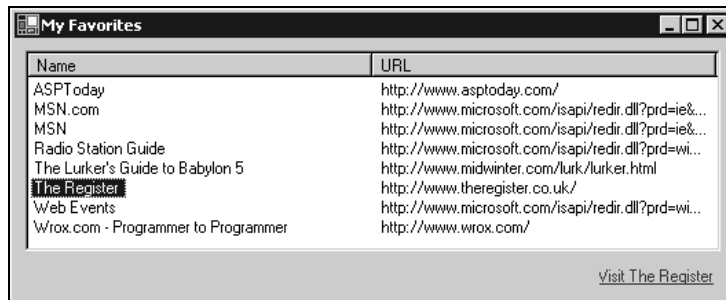 My Favorites
Name URL
ASPToday http://www.asptoday.com/
MSN.com http://www.microsoft.com/isapi/redir.dll?prd=ie&...
MSN http://www.microsoft.com/isapi/redir.dll?prd=ie&...
Radio Station Guide http://www.microsoft.com/isapi/redir.dll?prd=wi...
The Lurker's Guide to Babylon 5 http://www.midwinter.com/lurk/lurker.html
The Register http://www.theregister.co.uk/
Web Events http://www.microsoft.com/isapi/redir.dll?prd=wi...
Wrox.com - Programmer to Programmer http://www.wrox.com/
Visit The Register